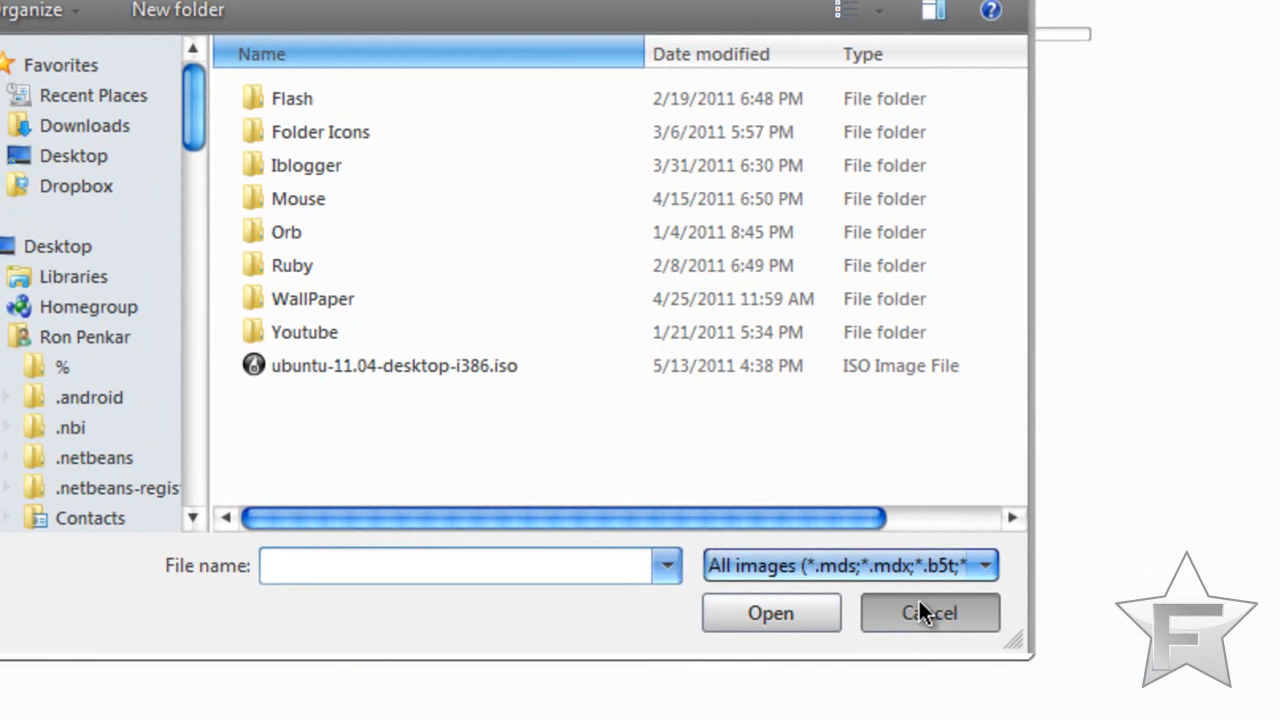 rganize New folder
Name Date modified Type
Favorites
Recent Places
Downloads
Desktop
Dropbox
Desktop
Libraries
Homegroup
Ron Penkar
%
.android
.nbi
.netbeans
.netbeans-regis
Contacts
Flash 2/19/2011 6:48 PM File folder
Folder Icons 3/6/2011 5:57 PM File folder
Iblogger 3/31/2011 6:30 PM File folder
Mouse 4/15/2011 6:50 PM File folder
Orb 1/4/2011 8:45 PM File folder
Ruby 2/8/2011 6:49 PM File folder
WallPaper 4/25/2011 11:59 AM File folder
Youtube 1/21/2011 5:34 PM File folder
ubuntu-11.04-desktop-i386.iso 5/13/2011 4:38 PM ISO Image File
File name: All images (*.mds;*.mdx;*.b5t;*
Open Cancel
F